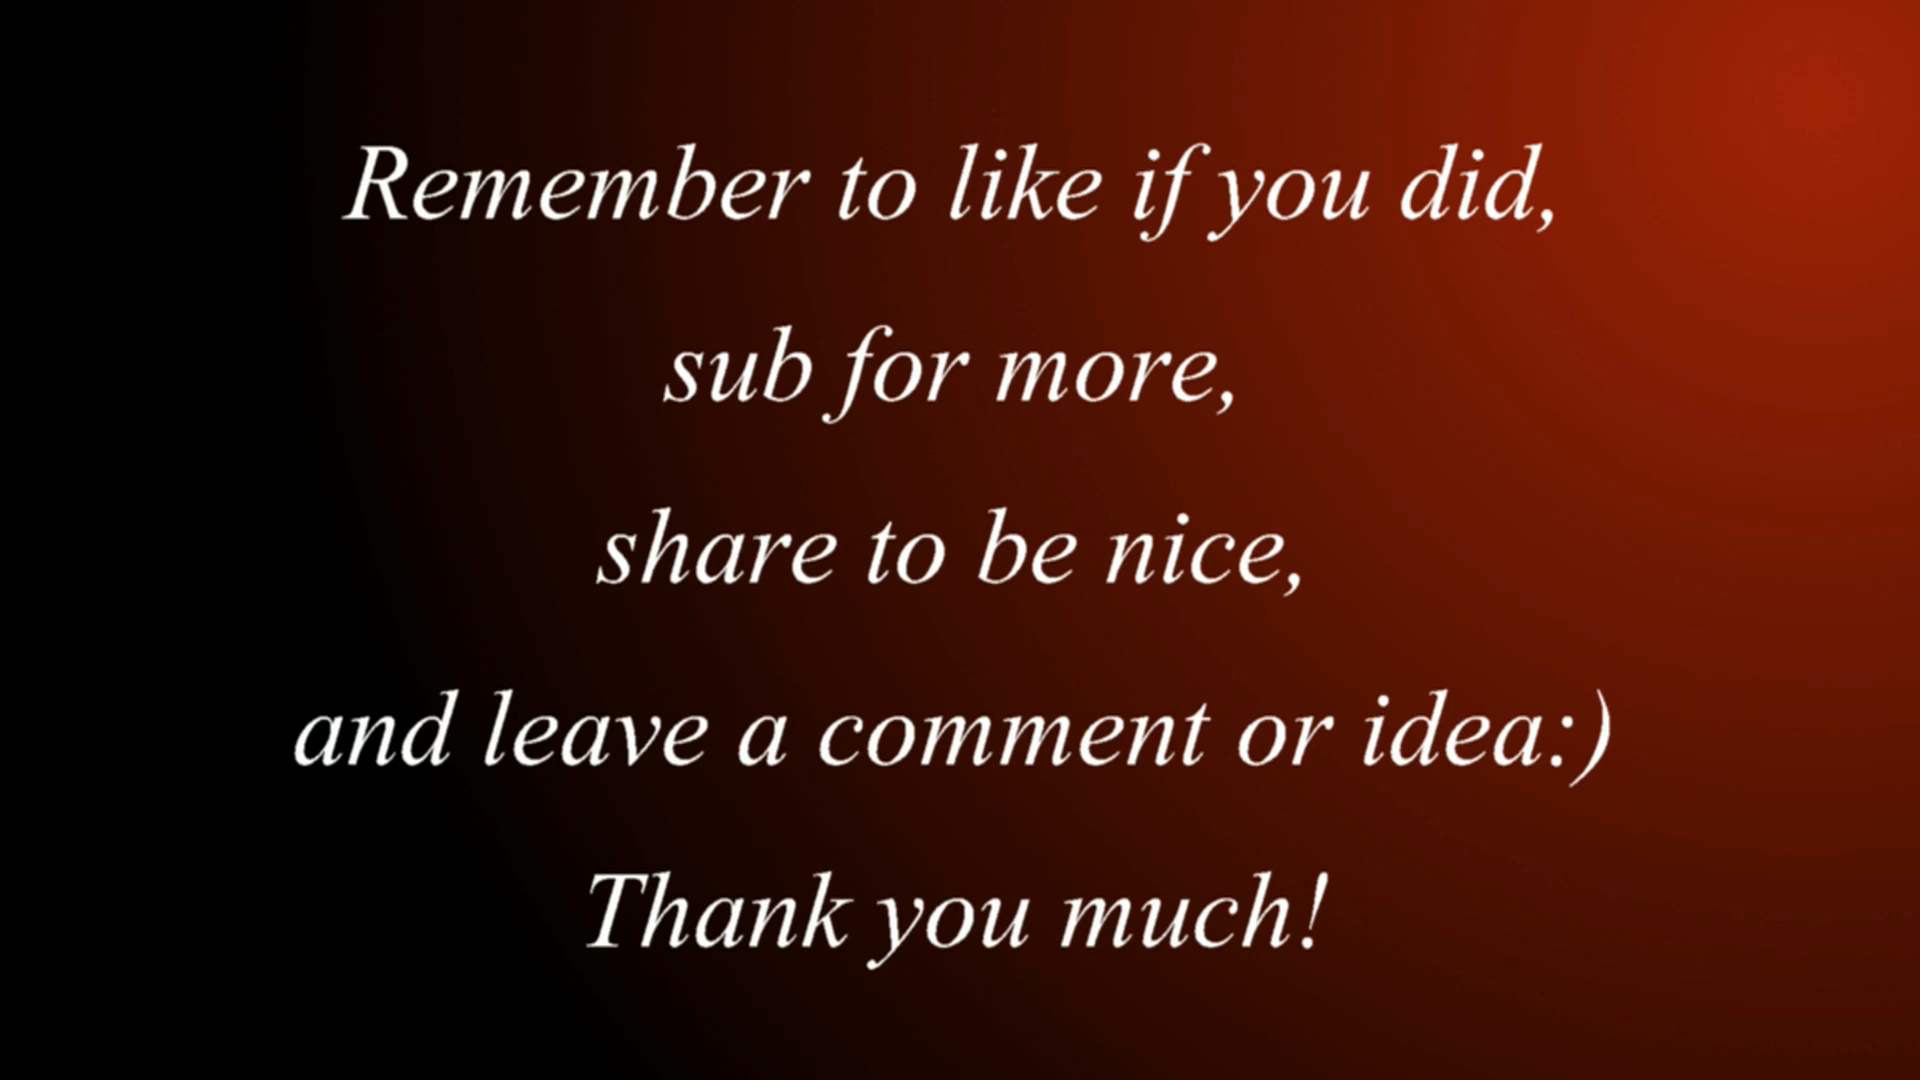 Remember to like if you did,
sub for more,
share to be nice,
and leave a comment or idea:)
Thank you much!